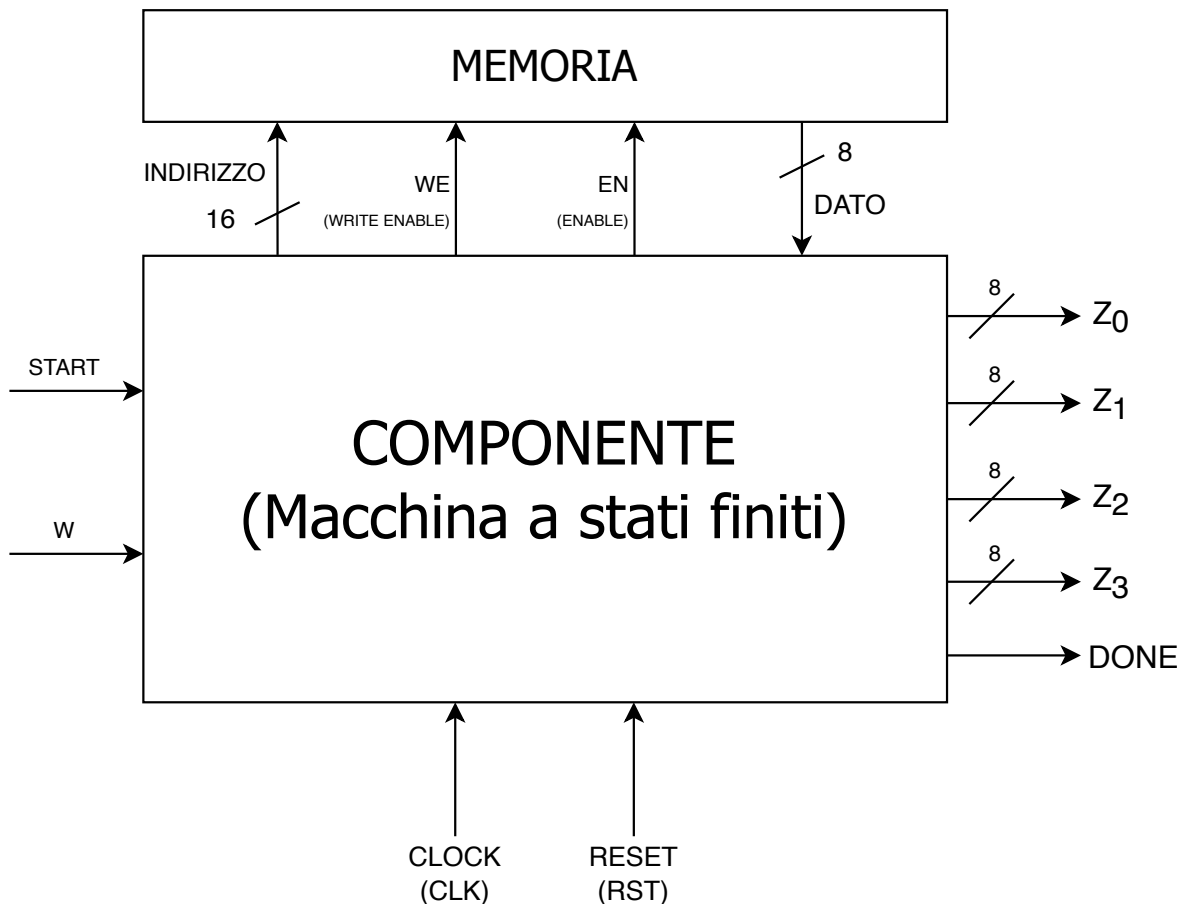 MEMORIA
INDIRIZZO
16
WE
(WRITE ENABLE)
EN
(ENABLE)
8
DATO
START
W
COMPONENTE
(Macchina a stati finiti)
8
Z0
8
Z1
8
Z2
8
Z3
DONE
CLOCK
(CLK)
RESET
(RST)